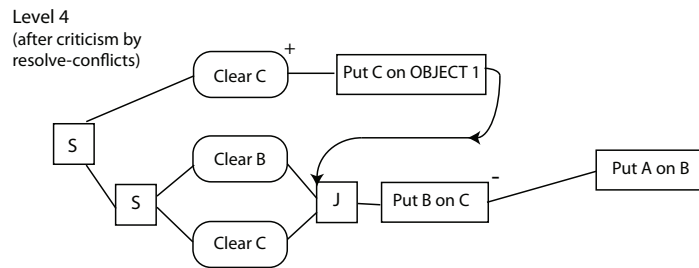 Level 4
(after criticism by
resolve-conflicts)
+
Clear C
Put C on OBJECT 1
S
Clear B
Put A on B
S
J
Put B on C
-
Clear C